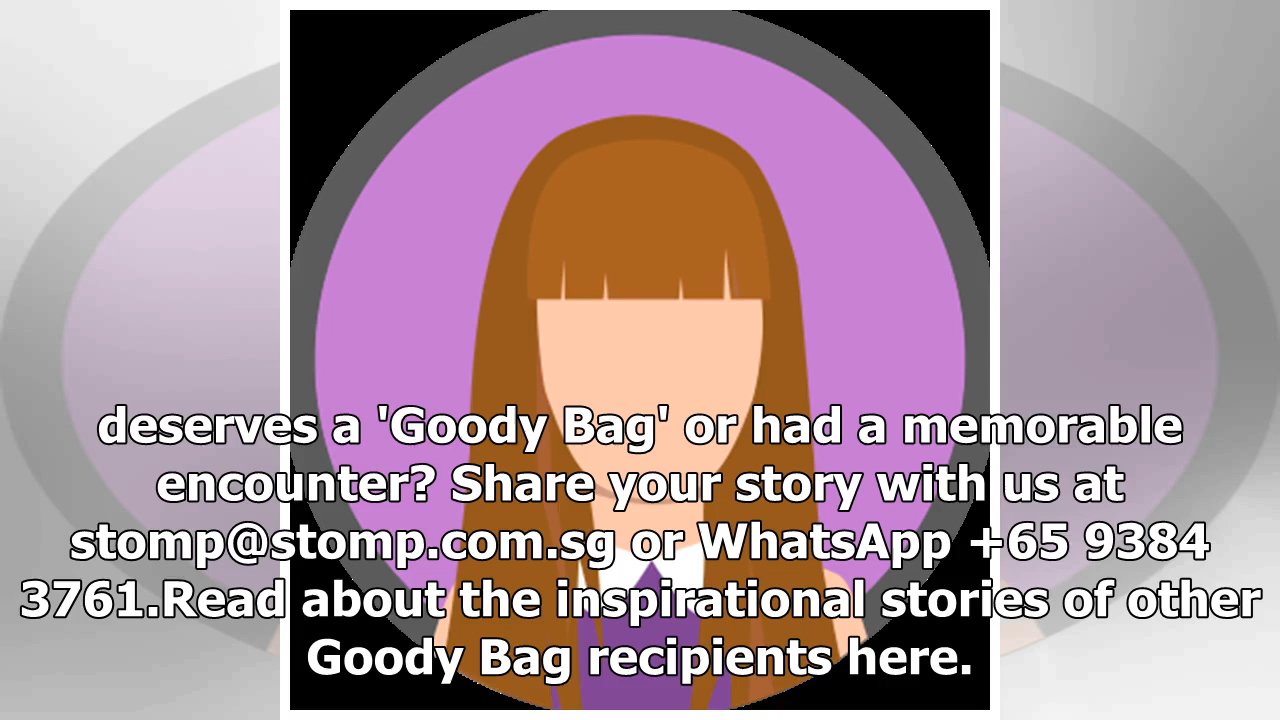 deserves a 'Goody Bag' or had a memorable
encounter? Share your story with us at
stomp@stomp.com.sg or WhatsApp +65 9384
3761.Read about the inspirational stories of other
Goody Bag recipients here.